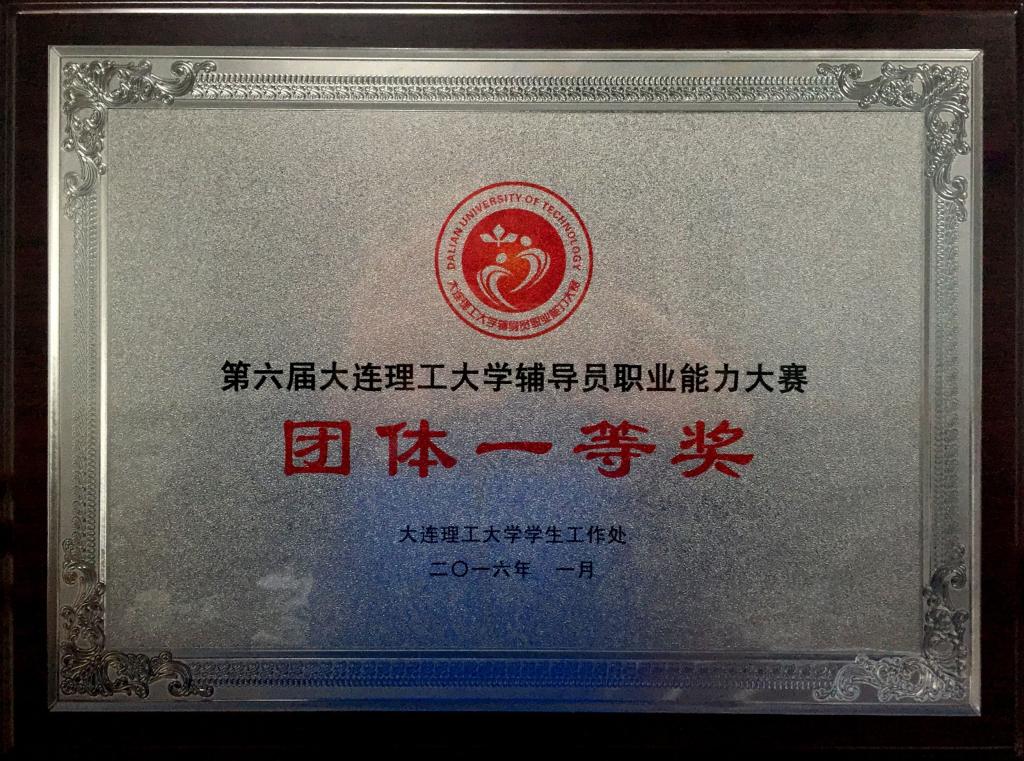 DALIAN UNIVERSITY OF TECHNOLOGY
第六届大连理工大学辅导员职业能力大赛
团体一等奖
大连理工大学学生工作处
二〇一六年 一月